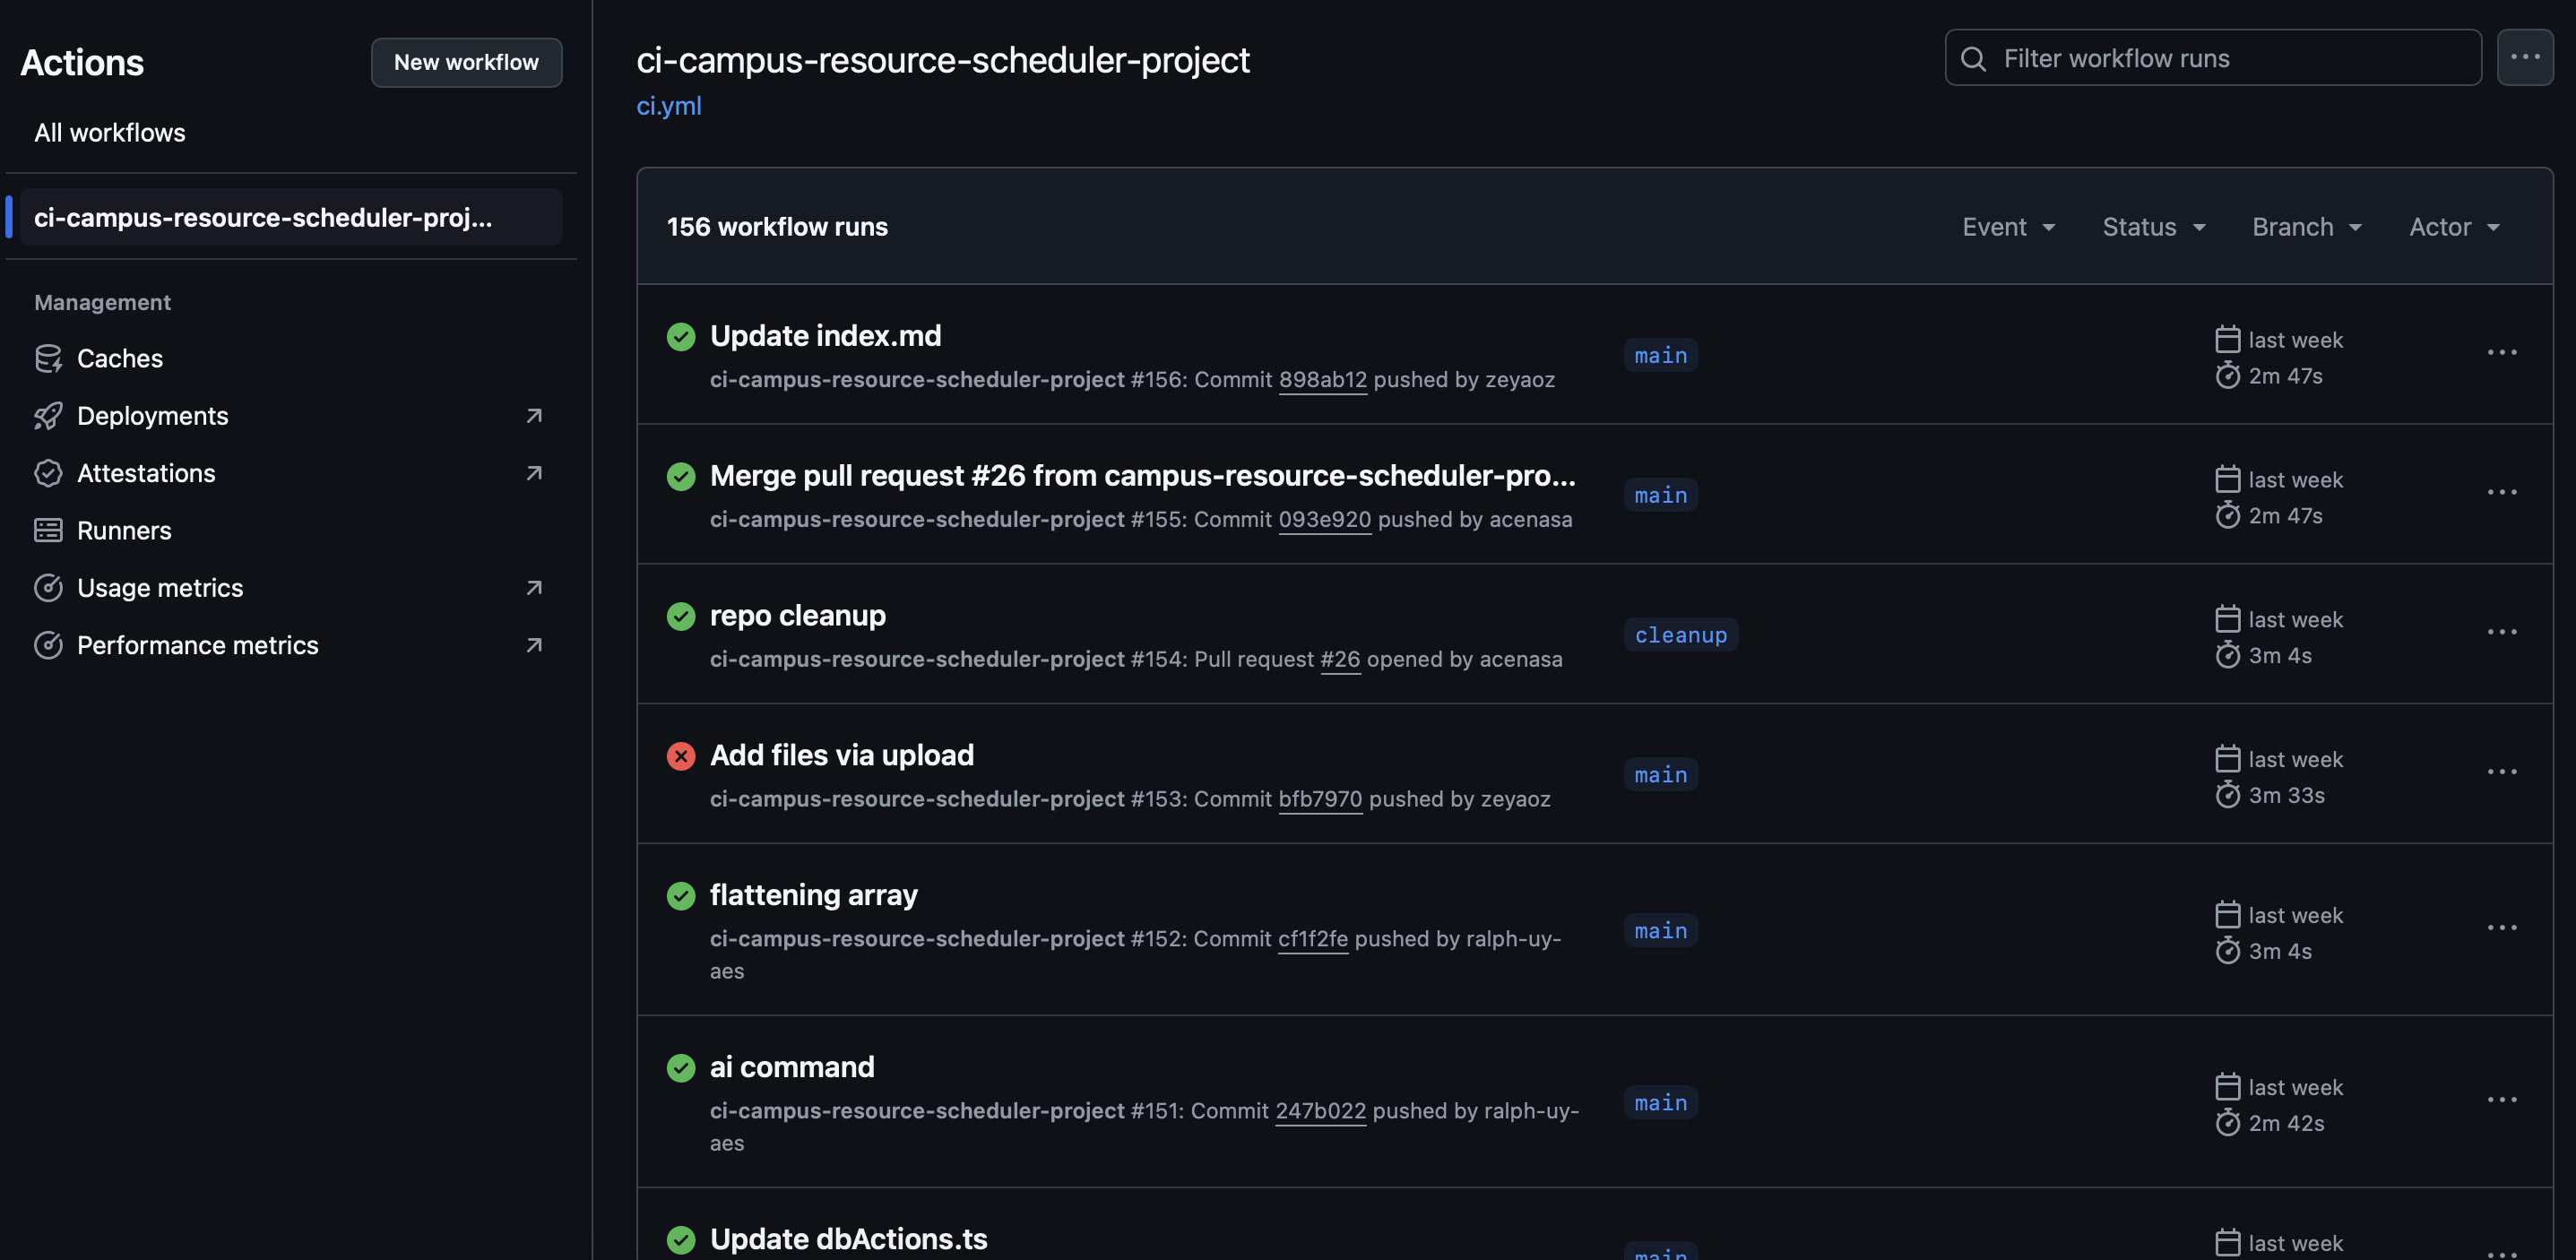 Actions
New workflow
All workflows
ci-campus-resource-scheduler-proj...
Management
Caches
Deployments
Attestations
Runners
Usage metrics
Performance metrics
ci-campus-resource-scheduler-project
ci.yml
Filter workflow runs
156 workflow runs
Event
Status
Branch
Actor
Update index.md
ci-campus-resource-scheduler-project #156: Commit 898ab12 pushed by zeyaoz
main
last week
2m 47s
Merge pull request #26 from campus-resource-scheduler-pro...
ci-campus-resource-scheduler-project #155: Commit 093e920 pushed by acenasa
main
last week
2m 47s
repo cleanup
ci-campus-resource-scheduler-project #154: Pull request #26 opened by acenasa
cleanup
last week
3m 4s
Add files via upload
ci-campus-resource-scheduler-project #153: Commit bfb7970 pushed by zeyaoz
main
last week
3m 33s
flattening array
ci-campus-resource-scheduler-project #152: Commit cf1f2fe pushed by ralph-uy-
aes
main
last week
3m 4s
ai command
ci-campus-resource-scheduler-project #151: Commit 247b022 pushed by ralph-uy-
aes
main
last week
2m 42s
Update dbActions.ts
main
last week